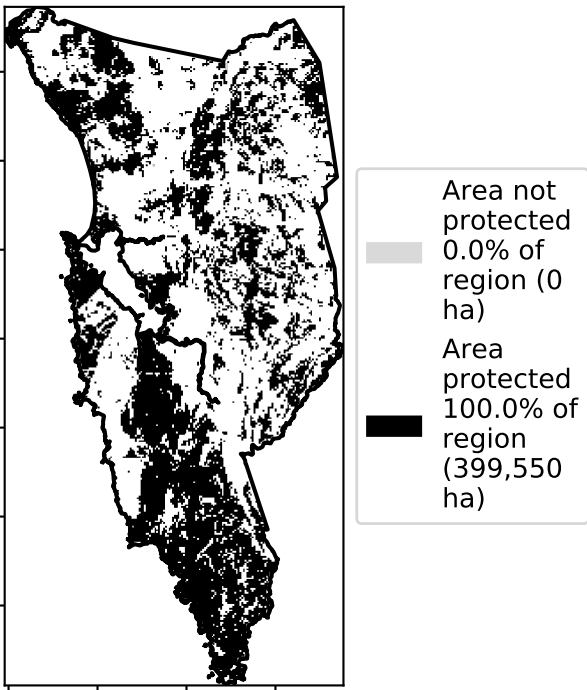 Area not
protected
0.0% of
region (0
ha)
Area
protected
100.0% of
region
(399,550
ha)